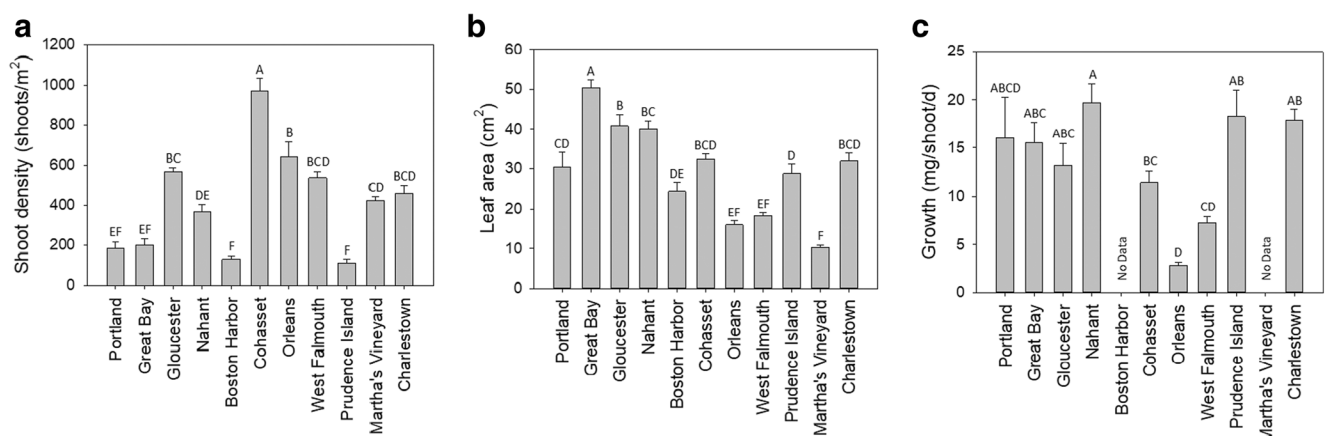 a
Shoot density (shoots/m²)
1200
1000
800
600
400
200
0
EF
EF
BC
DE
F
A
B
BCD
F
CD
BCD
Portland
Great Bay
Gloucester
Nahant
Boston Harbor
Cohasset
Orleans
West Falmouth
Prudence Island
Martha's Vineyard
Charlestown
b
Leaf area (cm²)
60
50
40
30
20
10
0
CD
A
B
BC
DE
BCD
EF
EF
D
F
BCD
Portland
Great Bay
Gloucester
Nahant
Boston Harbor
Cohasset
Orleans
West Falmouth
Prudence Island
Martha's Vineyard
Charlestown
c
Growth (mg/shoot/d)
25
20
15
10
5
0
ABCD
ABC
ABC
A
No Data
BC
D
CD
AB
No Data
AB
Portland
Great Bay
Gloucester
Nahant
Boston Harbor
Cohasset
Orleans
West Falmouth
Prudence Island
Martha's Vineyard
Charlestown